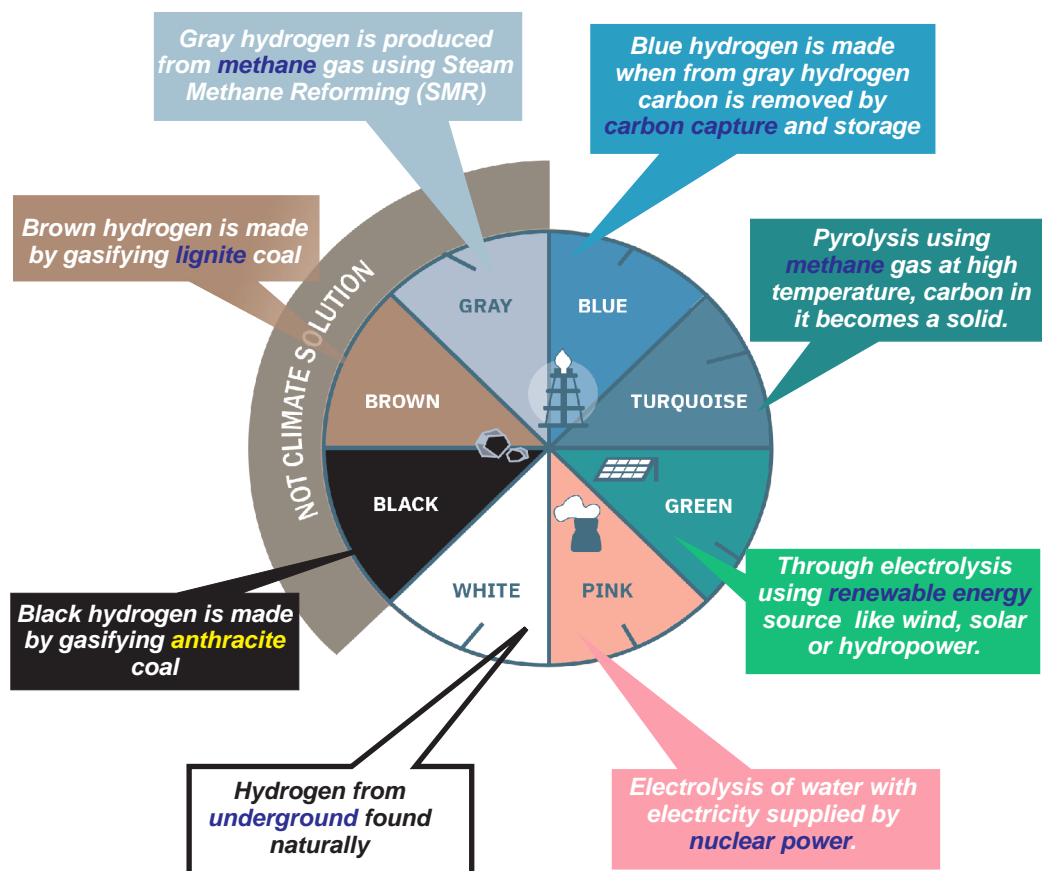 Gray hydrogen is produced
from methane gas using Steam
Methane Reforming (SMR)
Blue hydrogen is made
when from gray hydrogen
carbon is removed by
carbon capture and storage
Brown hydrogen is made
by gasifying lignite coal
Pyrolysis using
methane gas at high
temperature, carbon in
it becomes a solid.
NOT CLIMATE SOLUTION
GRAY
BLUE
BROWN
TURQUOISE
BLACK
GREEN
WHITE
PINK
Black hydrogen is made
by gasifying anthracite
coal
Through electrolysis
using renewable energy
source like wind, solar
or hydropower.
Hydrogen from
underground found
naturally
Electrolysis of water with
electricity supplied by
nuclear power.